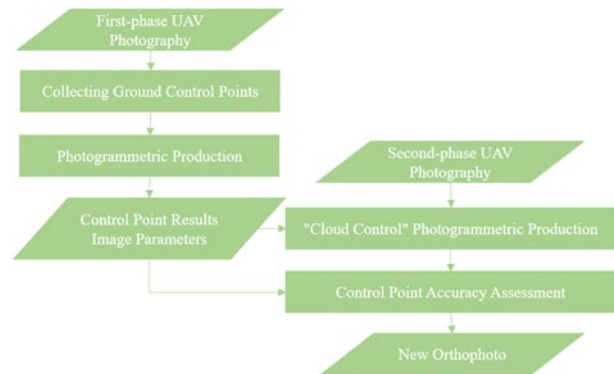 First-phase UAV
Photography
Collecting Ground Control Points
Photogrammetric Production
Control Point Results
Image Parameters
Second-phase UAV
Photography
"Cloud Control" Photogrammetric Production
Control Point Accuracy Assessment
New Orthophoto